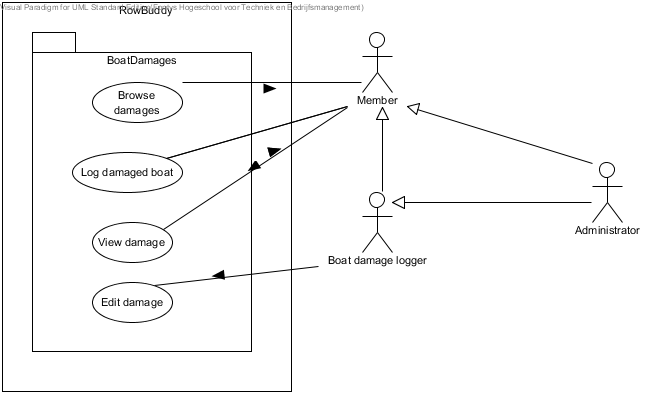 Visual Paradigm for UML Standard Edition(Fontys Hogeschool voor Techniek en Bedrijfsmanagement)
RowBuddy
BoatDamages
Browse
damages
Member
Log damaged boat
View damage
Administrator
Boat damage logger
Edit damage